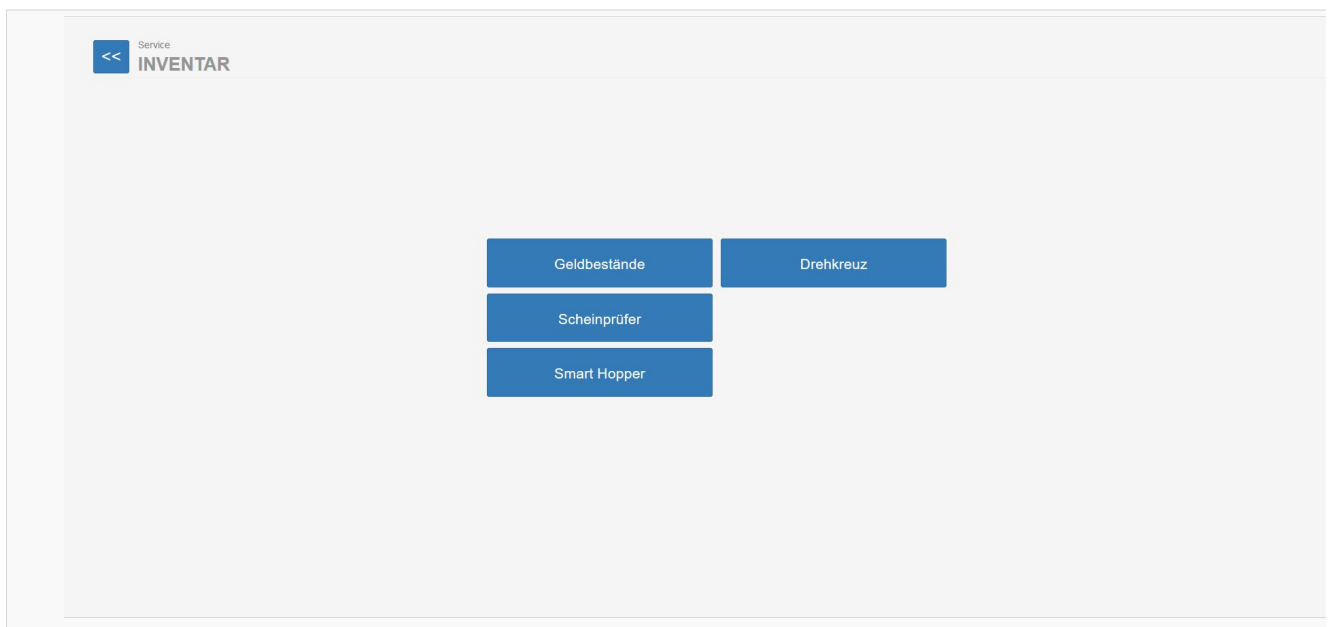 <<
Service
INVENTAR
Geldbestände
Drehkreuz
Scheinprüfer
Smart Hopper